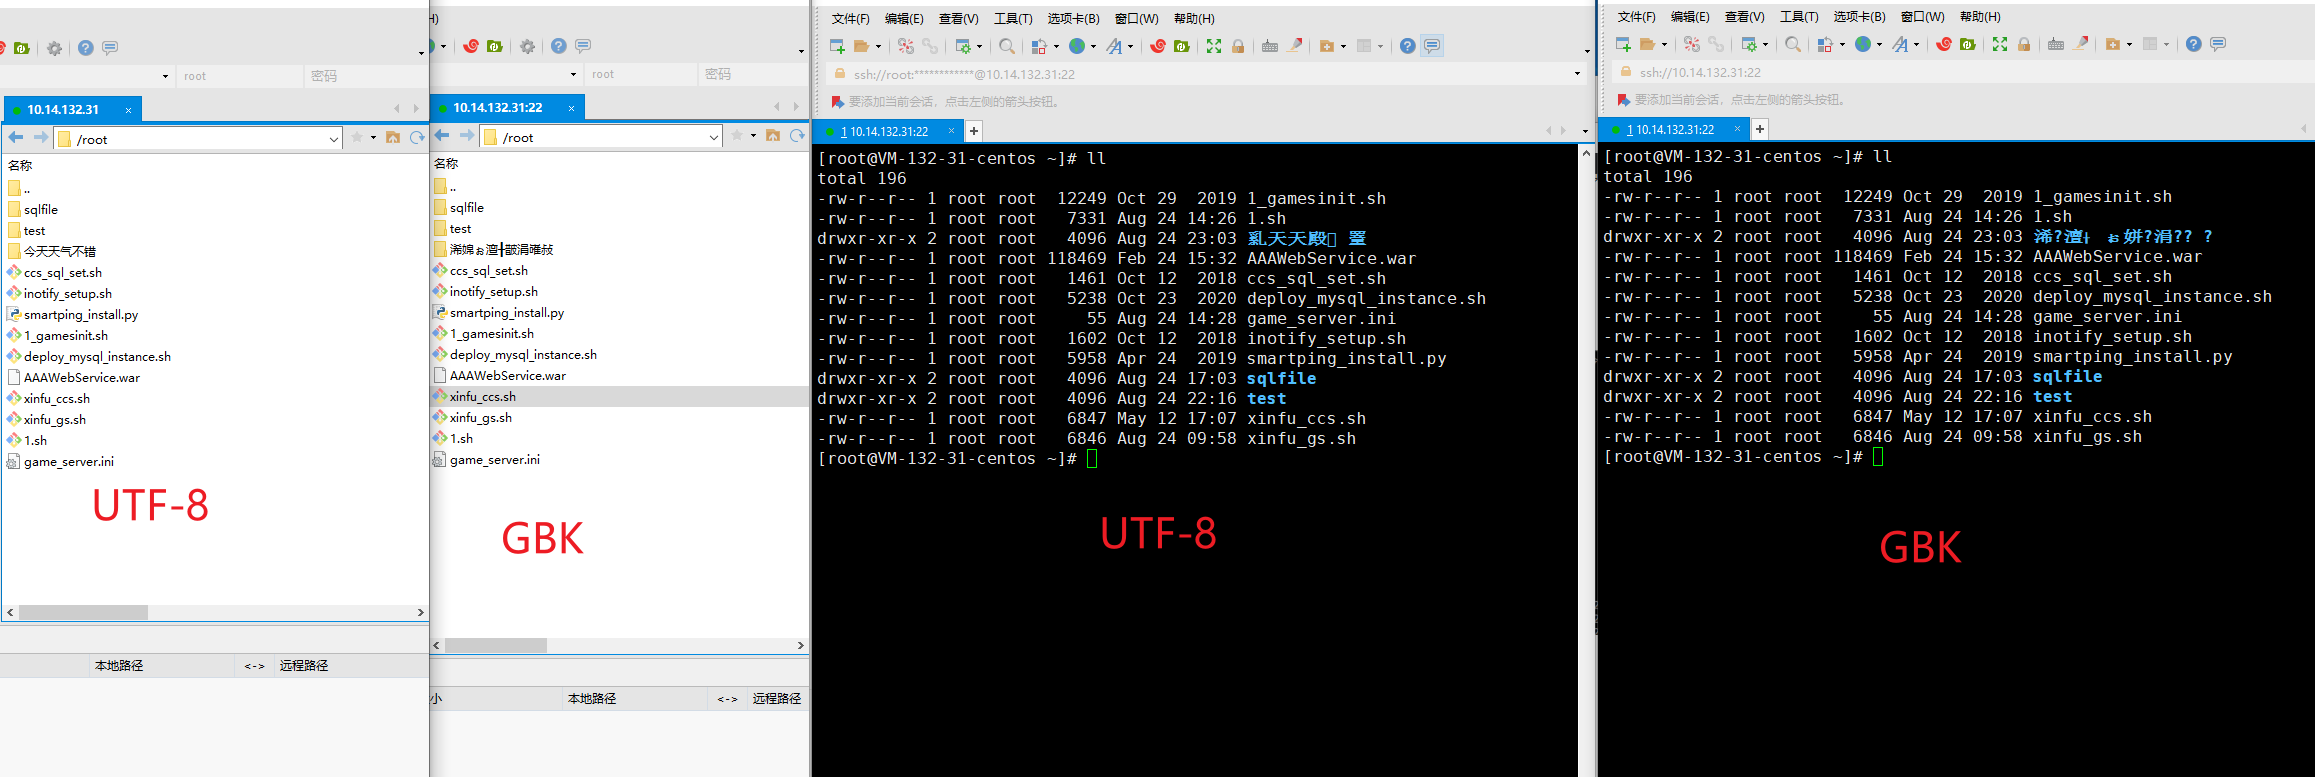 H)
root
密码
10.14.132.31
/root
名称
..
sqlfile
test
今天天气不错
ccs_sql_set.sh
inotify_setup.sh
smartping_install.py
1_gamesinit.sh
deploy_mysql_instance.sh
AAAWebService.war
xinfu_ccs.sh
xinfu_gs.sh
1.sh
game_server.ini
UTF-8
本地路径 <-> 远程路径
root
密码
10.14.132.31:22
/root
名称
..
sqlfile
test
ccs_sql_set.sh
inotify_setup.sh
smartping_install.py
1_gamesinit.sh
deploy_mysql_instance.sh
AAAWebService.war
xinfu_ccs.sh
xinfu_gs.sh
1.sh
game_server.ini
GBK
小 本地路径 <-> 远程路径
文件(F) 编辑(E) 查看(V) 工具(T) 选项卡(B) 窗口(W) 帮助(H)
ssh://root:************@10.14.132.31:22
要添加当前会话，点击左侧的箭头按钮。
1 10.14.132.31:22
[root@VM-132-31-centos ~]# ll
total 196
-rw-r--r-- 1 root root 12249 Oct 29 2019 1_gamesinit.sh
-rw-r--r-- 1 root root 7331 Aug 24 14:26 1.sh
drwxr-xr-x 2 root root 4096 Aug 24 23:03
-rw-r--r-- 1 root root 118469 Feb 24 15:32 AAAWebService.war
-rw-r--r-- 1 root root 1461 Oct 12 2018 ccs_sql_set.sh
-rw-r--r-- 1 root root 5238 Oct 23 2020 deploy_mysql_instance.sh
-rw-r--r-- 1 root root 55 Aug 24 14:28 game_server.ini
-rw-r--r-- 1 root root 1602 Oct 12 2018 inotify_setup.sh
-rw-r--r-- 1 root root 5958 Apr 24 2019 smartping_install.py
drwxr-xr-x 2 root root 4096 Aug 24 17:03 sqlfile
drwxr-xr-x 2 root root 4096 Aug 24 22:16 test
-rw-r--r-- 1 root root 6847 May 12 17:07 xinfu_ccs.sh
-rw-r--r-- 1 root root 6846 Aug 24 09:58 xinfu_gs.sh
[root@VM-132-31-centos ~]#
UTF-8
文件(F) 编辑(E) 查看(V) 工具(T) 选项卡(B) 窗口(W) 帮助(H)
ssh://10.14.132.31:22
要添加当前会话，点击左侧的箭头按钮。
1 10.14.132.31:22
[root@VM-132-31-centos ~]# ll
total 196
-rw-r--r-- 1 root root 12249 Oct 29 2019 1_gamesinit.sh
-rw-r--r-- 1 root root 7331 Aug 24 14:26 1.sh
drwxr-xr-x 2 root root 4096 Aug 24 23:03
-rw-r--r-- 1 root root 118469 Feb 24 15:32 AAAWebService.war
-rw-r--r-- 1 root root 1461 Oct 12 2018 ccs_sql_set.sh
-rw-r--r-- 1 root root 5238 Oct 23 2020 deploy_mysql_instance.sh
-rw-r--r-- 1 root root 55 Aug 24 14:28 game_server.ini
-rw-r--r-- 1 root root 1602 Oct 12 2018 inotify_setup.sh
-rw-r--r-- 1 root root 5958 Apr 24 2019 smartping_install.py
drwxr-xr-x 2 root root 4096 Aug 24 17:03 sqlfile
drwxr-xr-x 2 root root 4096 Aug 24 22:16 test
-rw-r--r-- 1 root root 6847 May 12 17:07 xinfu_ccs.sh
-rw-r--r-- 1 root root 6846 Aug 24 09:58 xinfu_gs.sh
[root@VM-132-31-centos ~]#
GBK